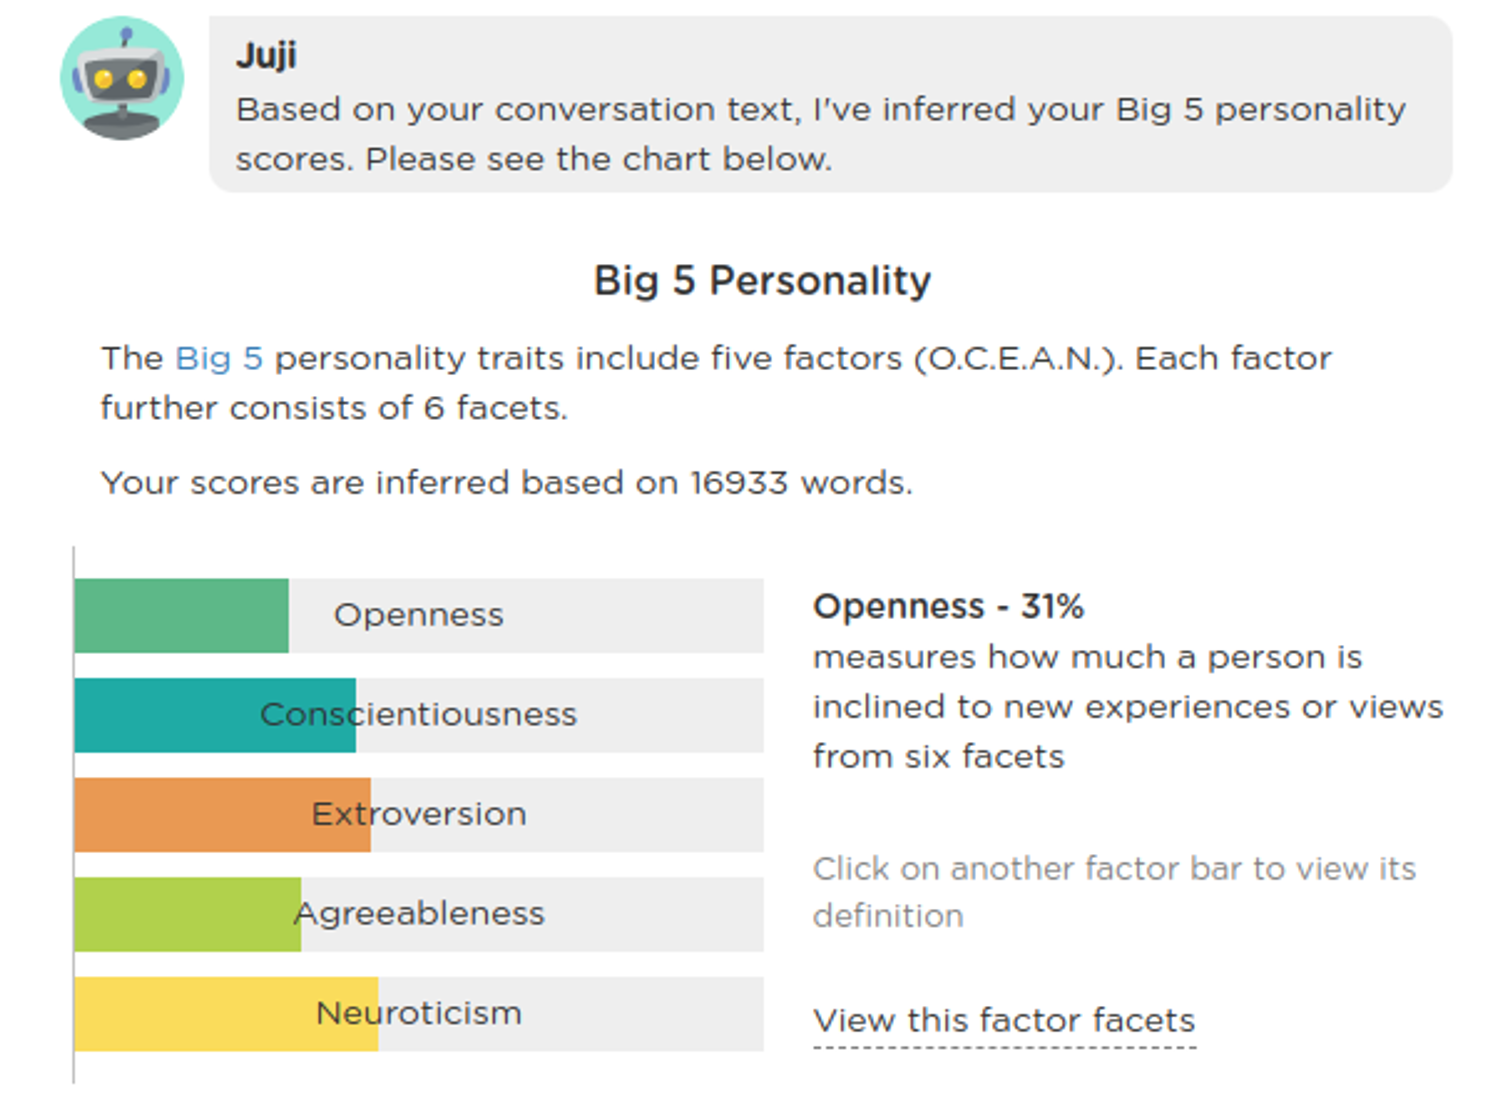 Juji
Based on your conversation text, I've inferred your Big 5 personality
scores. Please see the chart below.
Big 5 Personality
The Big 5 personality traits include five factors (O.C.E.A.N.). Each factor
further consists of 6 facets.
Your scores are inferred based on 16933 words.
Openness
Conscientiousness
Extroversion
Agreeableness
Neuroticism
Openness - 31%
measures how much a person is
inclined to new experiences or views
from six facets
Click on another factor bar to view its
definition
View this factor facets